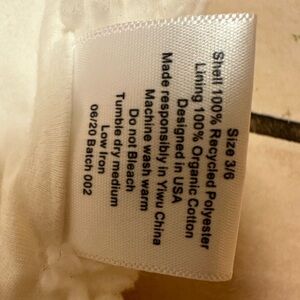 Size 3/6
Shell 100% Recycled Polyester
Lining 100% Organic Cotton
Designed in USA
Made responsibly in Yiwu China
Machine wash warm
Do not Bleach
Tumble dry medium
Low Iron
06/20 Batch 002